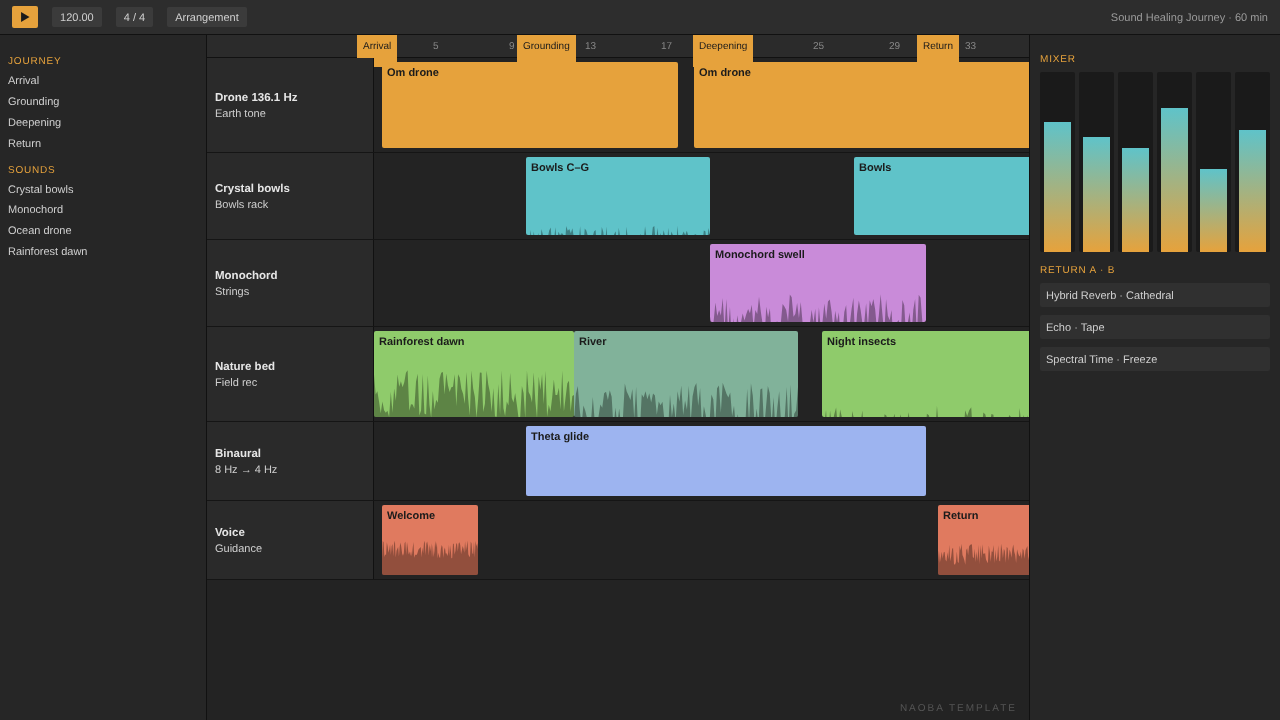 120.00
4 / 4
Arrangement
Sound Healing Journey · 60 min
JOURNEY
Arrival
Grounding
Deepening
Return
SOUNDS
Crystal bowls
Monochord
Ocean drone
Rainforest dawn
Arrival
5
9
Grounding
13
17
Deepening
25
29
Return
33
Drone 136.1 Hz
Earth tone
Om drone
Om drone
Crystal bowls
Bowls rack
Bowls C–G
Bowls
Monochord
Strings
Monochord swell
Nature bed
Field rec
Rainforest dawn
River
Night insects
Binaural
8 Hz → 4 Hz
Theta glide
Voice
Guidance
Welcome
Return
MIXER
RETURN A · B
Hybrid Reverb · Cathedral
Echo · Tape
Spectral Time · Freeze
NAOBA TEMPLATE